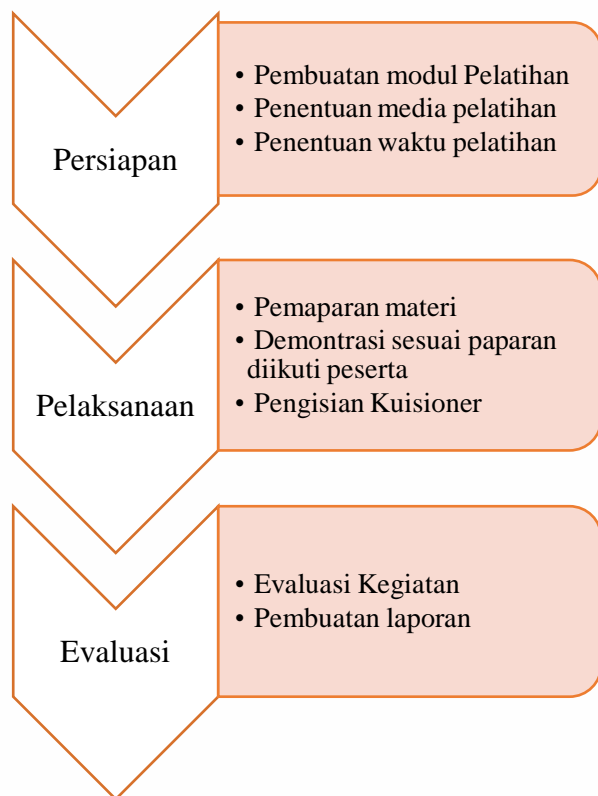 Persiapan
• Pembuatan modul Pelatihan
• Penentuan media pelatihan
• Penentuan waktu pelatihan
Pelaksanaan
• Pemaparan materi
• Demontrasi sesuai paparan
diikuti peserta
• Pengisian Kuisioner
Evaluasi
• Evaluasi Kegiatan
• Pembuatan laporan